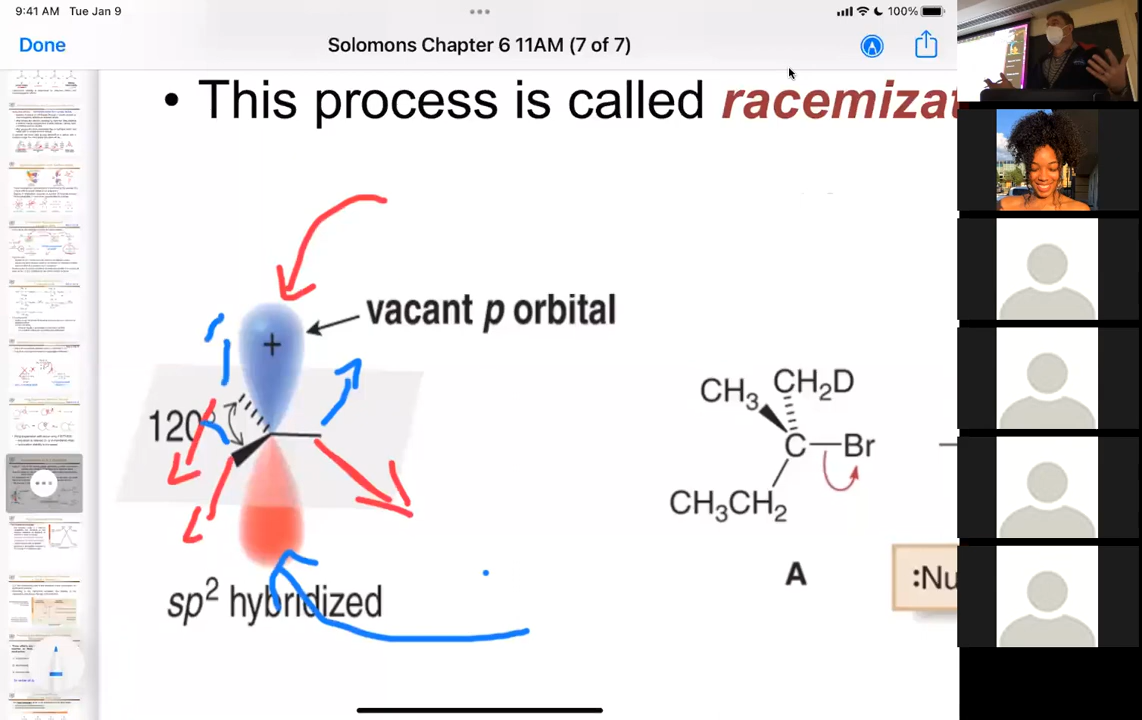 9:41 AM Tue Jan 9
100%
Done
Solomons Chapter 6 11AM (7 of 7)
• This process is called racemizat
vacant p orbital
+
120°
sp² hybridized
CH₃
CH₂D
C—Br
CH₃CH₂
A
:Nu